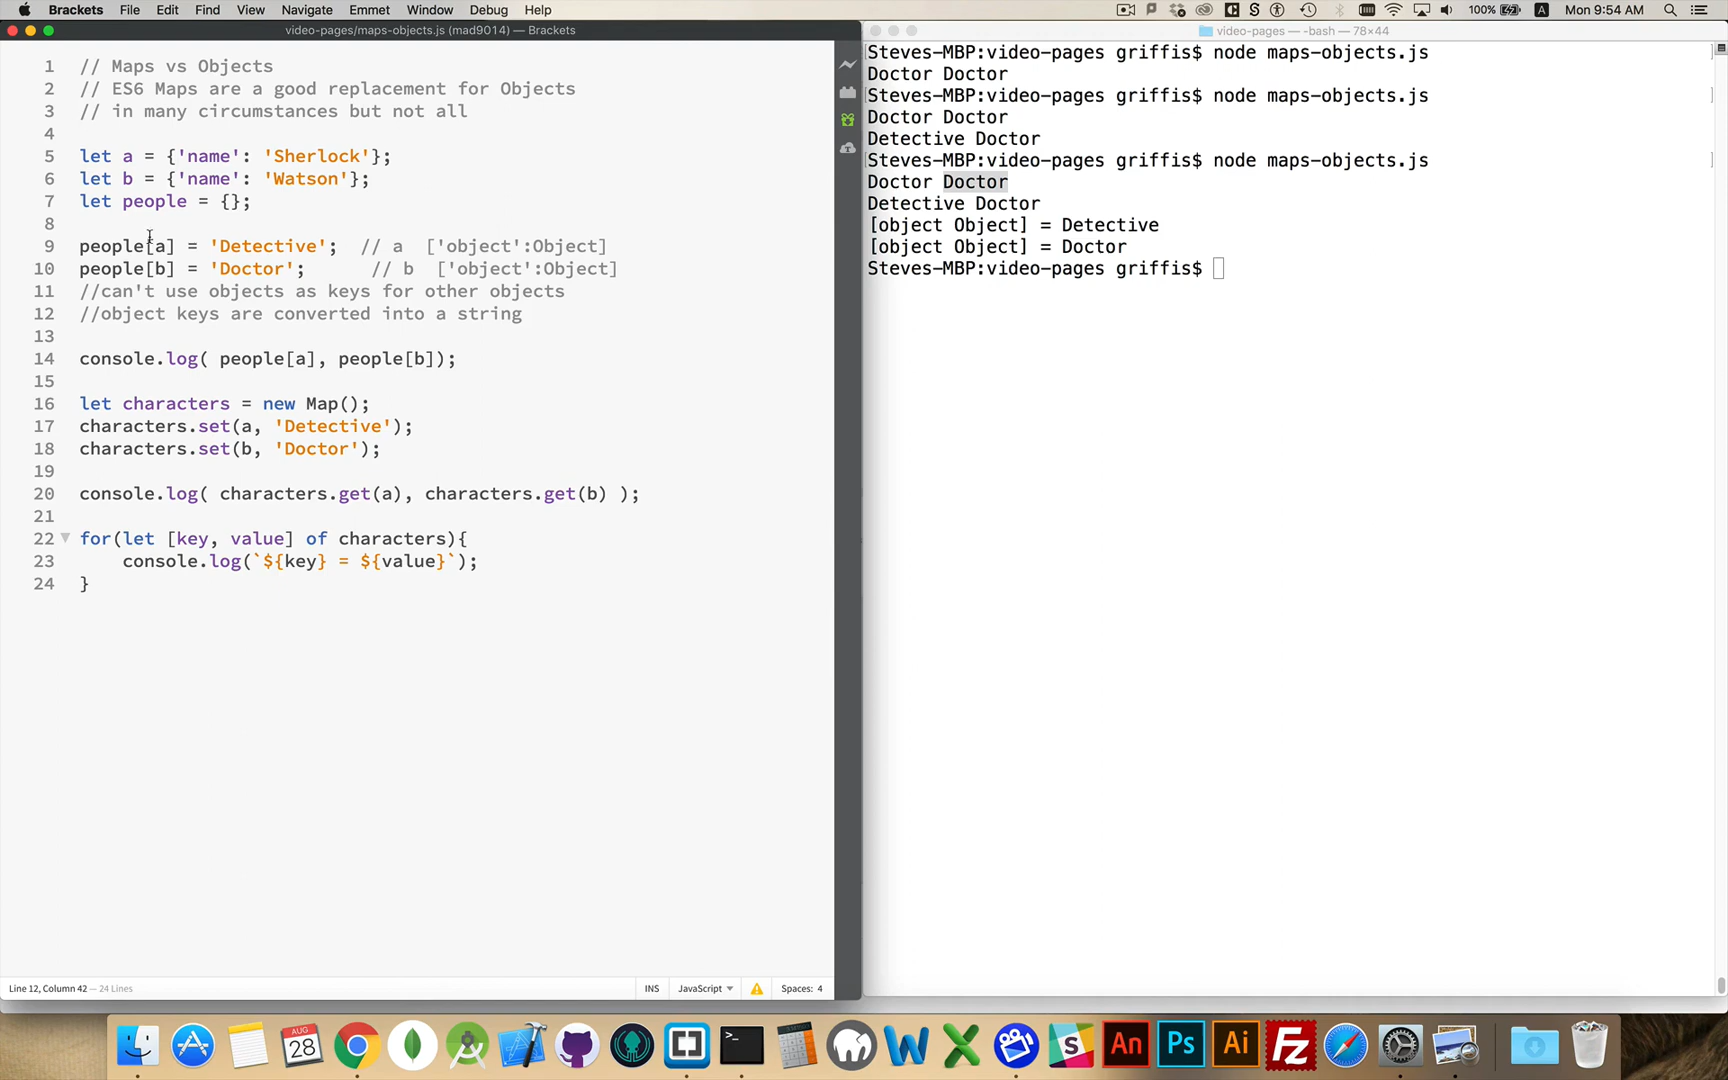 Brackets File Edit Find View Navigate Emmet Window Debug Help
100% Mon 9:54 AM
video-pages/maps-objects.js (mad9014) — Brackets
1 // Maps vs Objects
2 // ES6 Maps are a good replacement for Objects
3 // in many circumstances but not all
4
5 let a = {'name': 'Sherlock'};
6 let b = {'name': 'Watson'};
7 let people = {};
8
9 people[a] = 'Detective'; // a ['object':Object]
10 people[b] = 'Doctor'; // b ['object':Object]
11 //can't use objects as keys for other objects
12 //object keys are converted into a string
13
14 console.log( people[a], people[b]);
15
16 let characters = new Map();
17 characters.set(a, 'Detective');
18 characters.set(b, 'Doctor');
19
20 console.log( characters.get(a), characters.get(b) );
21
22 for(let [key, value] of characters){
23 console.log(`${key} = ${value}`);
24 }
Line 12, Column 42 — 24 Lines
INS JavaScript Spaces: 4
video-pages — -bash — 78×44
Steves-MBP:video-pages griffis$ node maps-objects.js
Doctor Doctor
Steves-MBP:video-pages griffis$ node maps-objects.js
Doctor Doctor
Detective Doctor
Steves-MBP:video-pages griffis$ node maps-objects.js
Doctor Doctor
Detective Doctor
[object Object] = Detective
[object Object] = Doctor
Steves-MBP:video-pages griffis$
AUG
28
An
Ps
Ai
Fz